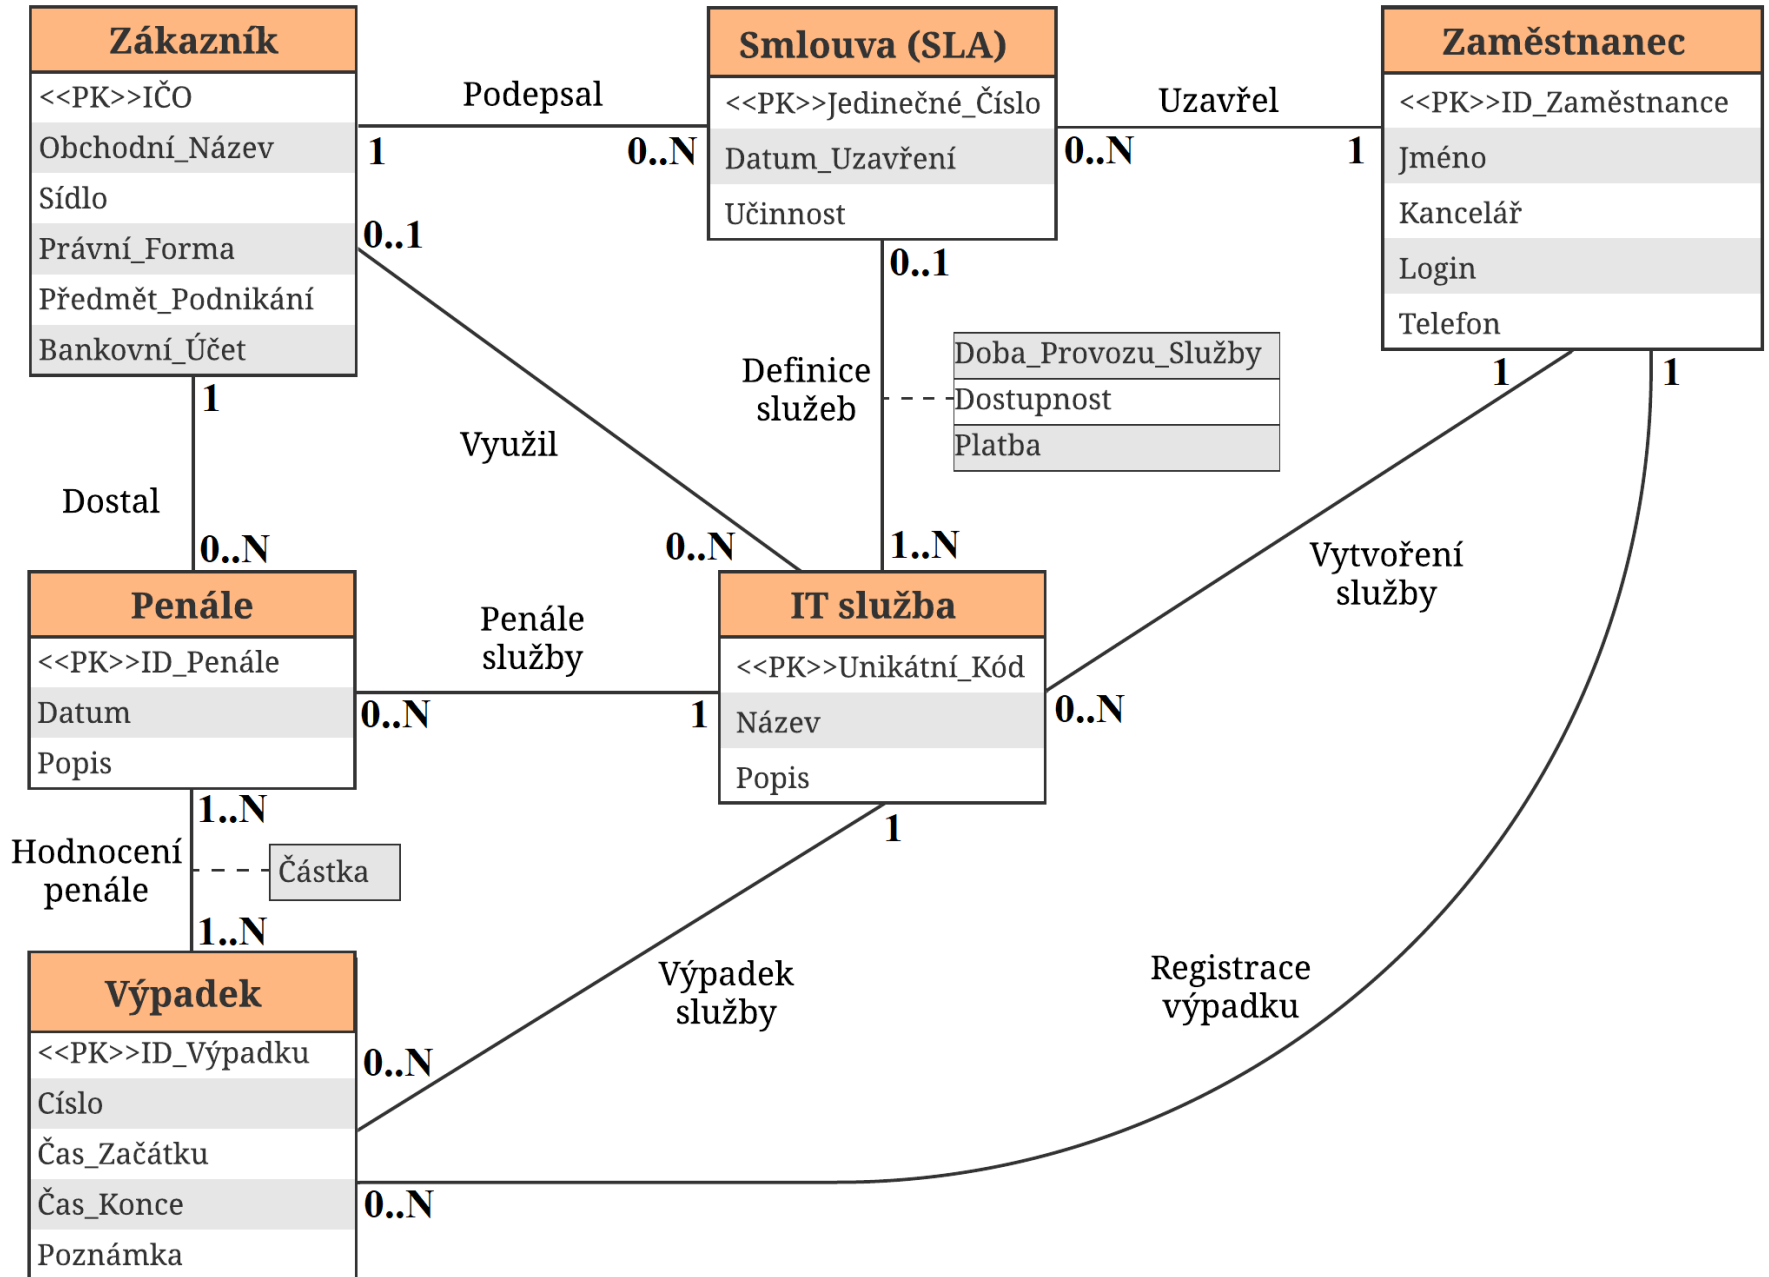 Zákazník
<<PK>>IČO
Obchodní_Název
Sídlo
Právní_Forma
Předmět_Podnikání
Bankovní_Účet
Podepsal
1
0..N
Smlouva (SLA)
<<PK>>Jedinečné_Číslo
Datum_Uzavření
Učinnost
Uzavřel
0..N
1
Zaměstnanec
<<PK>>ID_Zaměstnance
Jméno
Kancelář
Login
Telefon
0..1
Využil
0..N
0..1
Definice
služeb
1..N
Doba_Provozu_Služby
Dostupnost
Platba
1
Dostal
0..N
1
Vytvoření
služby
0..N
1
Registrace
výpadku
0..N
Penále
<<PK>>ID_Penále
Datum
Popis
Penále
služby
0..N
1
IT služba
<<PK>>Unikátní_Kód
Název
Popis
1
Výpadek
služby
0..N
1..N
Hodnocení
penále
Částka
1..N
Výpadek
<<PK>>ID_Výpadku
Císlo
Čas_Začátku
Čas_Konce
Poznámka